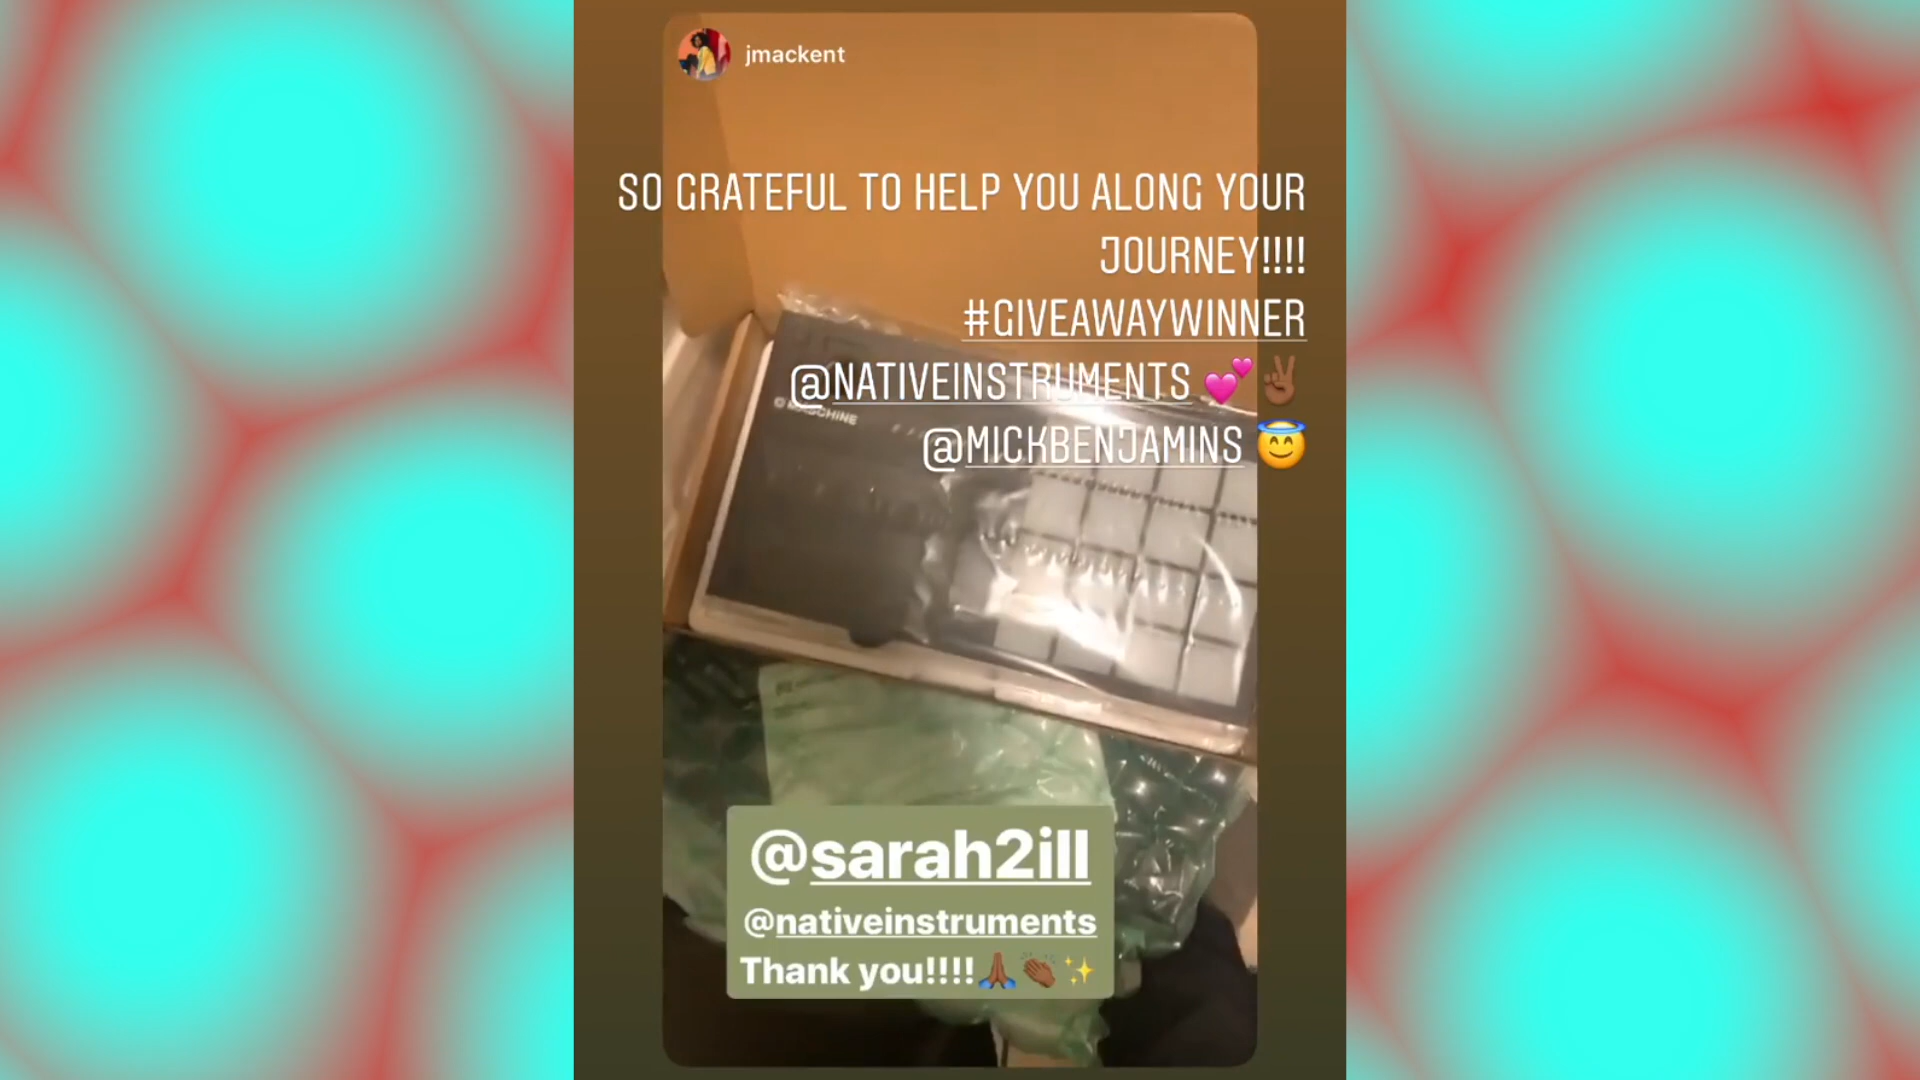 jmackent
SO GRATEFUL TO HELP YOU ALONG YOUR
JOURNEY!!!!
#GIVEAWAYWINNER
@NATIVEINSTRUMENTS 💕✌🏾
@MICKBENJAMINS 😇
MASCHINE
@sarah2ill
@nativeinstruments
Thank you!!!!🙏🏾👏🏾✨